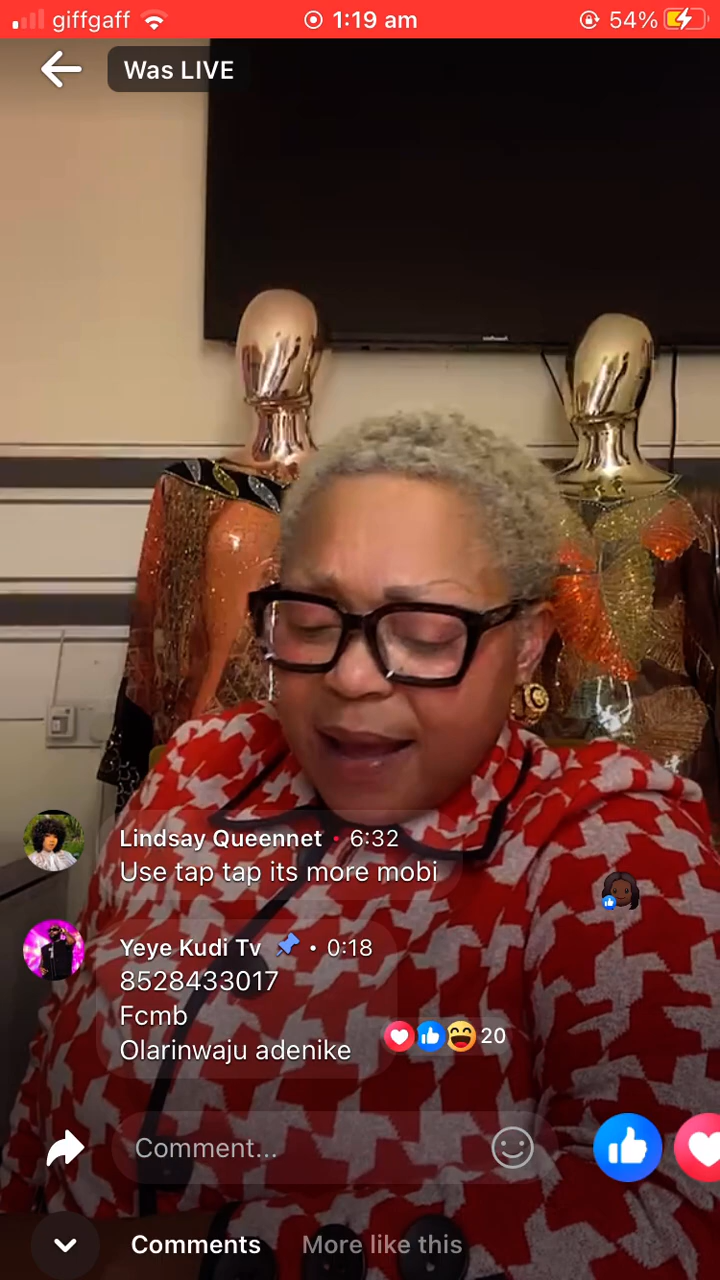 giffgaff
1:19 am
54%
Was LIVE
Lindsay Queennet • 6:32
Use tap tap its more mobi
Yeye Kudi Tv • 0:18
8528433017
Fcmb
Olarinwaju adenike
20
Comment...
Comments
More like this